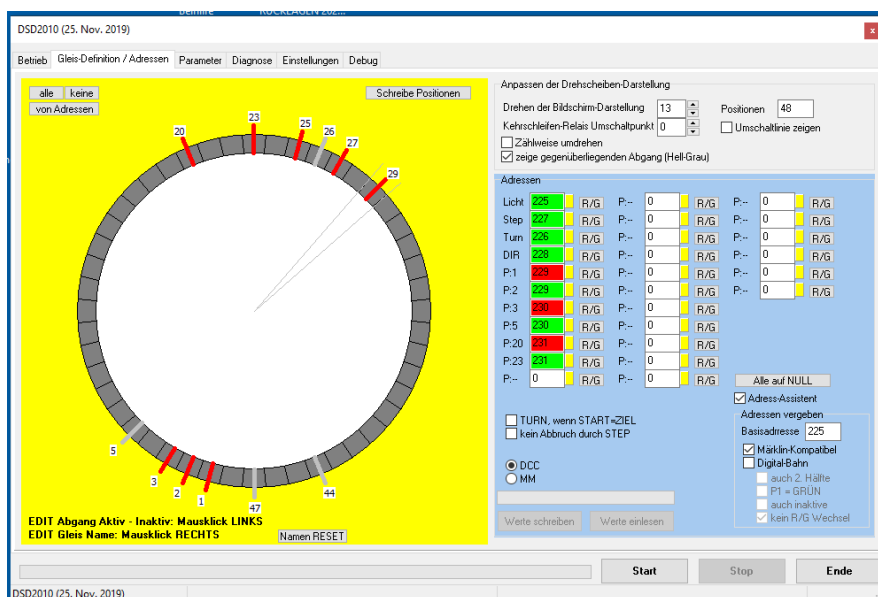 DSD2010 (25. Nov. 2019)
x
Betrieb Gleis-Definition / Adressen Parameter Diagnose Einstellungen Debug
alle keine Schreibe Positionen
von Adressen
20 23 25 26 27 29
5 3 2 1 47 44
EDIT Abgang Aktiv - Inaktiv: Mausklick LINKS
EDIT Gleis Name: Mausklick RECHTS Namen RESET
Anpassen der Drehscheiben-Darstellung
Drehen der Bildschirm-Darstellung 13 Positionen 48
Kehrschleifen-Relais Umschaltpunkt 0 Umschaltlinie zeigen
Zählweise umdrehen
zeige gegenüberliegenden Abgang (Hell-Grau)
Adressen
Licht 225 R/G P:-- 0 R/G P:-- 0 R/G
Step 227 R/G P:-- 0 R/G P:-- 0 R/G
Turn 226 R/G P:-- 0 R/G P:-- 0 R/G
DIR 228 R/G P:-- 0 R/G P:-- 0 R/G
P:1 229 R/G P:-- 0 R/G P:-- 0 R/G
P:2 229 R/G P:-- 0 R/G P:-- 0 R/G
P:3 230 R/G P:-- 0 R/G
P:5 230 R/G P:-- 0 R/G
P:20 231 R/G P:-- 0 R/G
P:23 231 R/G P:-- 0 R/G
P:-- 0 R/G P:-- 0 R/G Alle auf NULL
Adress-Assistent
Adressen vergeben
TURN, wenn START=ZIEL
kein Abbruch durch STEP
Basisadrresse 225
Märklin-Kompatibel
Digital-Bahn
auch 2. Hälfte
P1 = GRÜN
auch inaktive
kein R/G Wechsel
DCC
MM
Werte schreiben Werte einlesen
Start Stop Ende
DSD2010 (25. Nov. 2019)